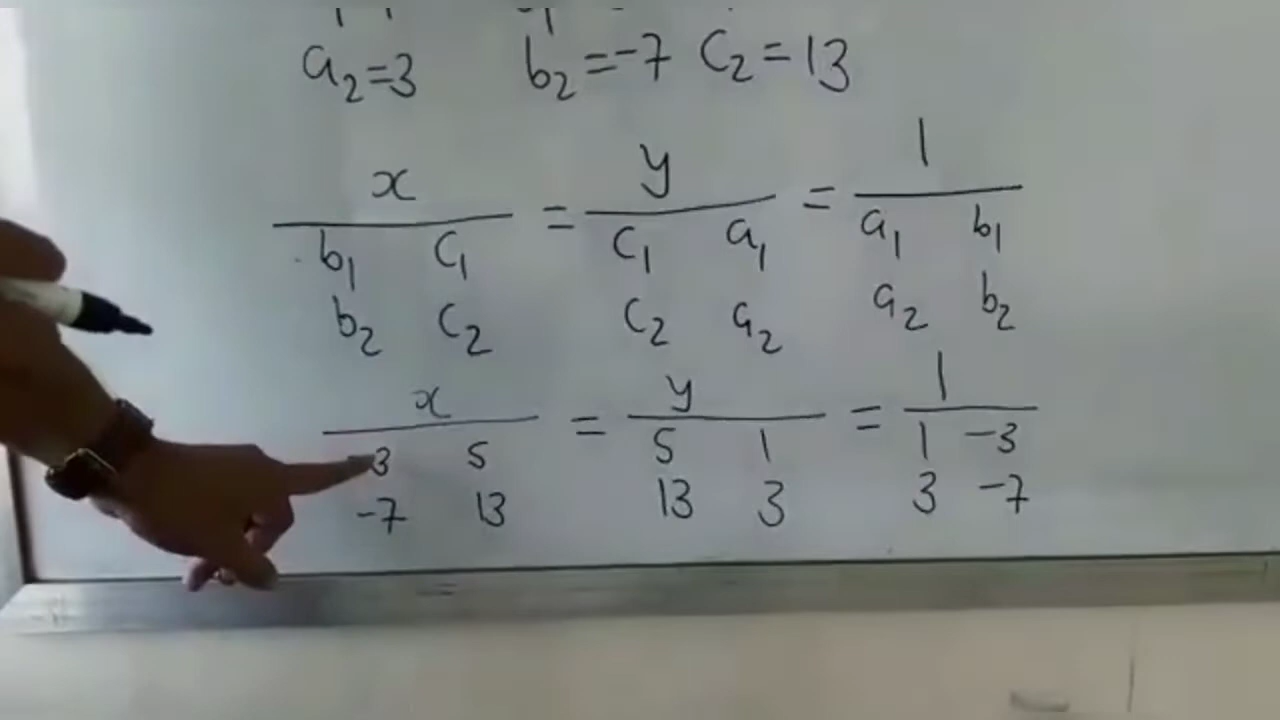 a₂=3 b₂=-7 C₂=13
x y 1
= =
b₁ C₁ C₁ a₁ a₁ b₁
b₂ C₂ C₂ a₂ a₂ b₂
x y 1
= =
-3 5 5 1 1 -3
-7 13 13 3 3 -7